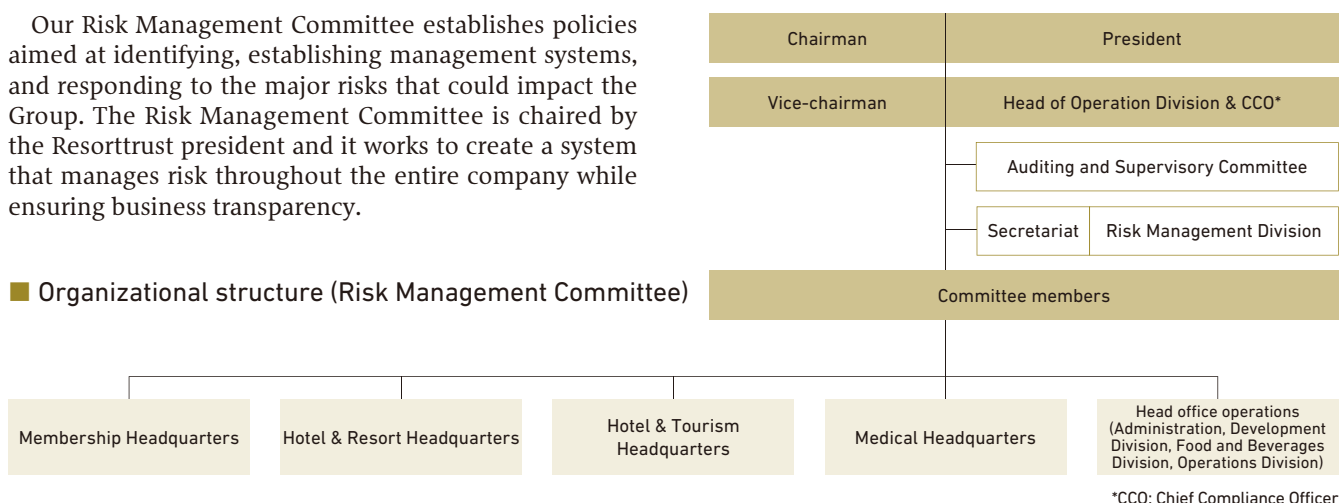 Our Risk Management Committee establishes policies
aimed at identifying, establishing management systems,
and responding to the major risks that could impact the
Group. The Risk Management Committee is chaired by
the Resorttrust president and it works to create a system
that manages risk throughout the entire company while
ensuring business transparency.
Organizational structure (Risk Management Committee)
Chairman President
Vice-chairman Head of Operation Division & CCO*
Auditing and Supervisory Committee
Secretariat Risk Management Division
Committee members
Membership Headquarters
Hotel & Resort Headquarters
Hotel & Tourism
Headquarters
Medical Headquarters
Head office operations
(Administration, Development
Division, Food and Beverages
Division, Operations Division)
*CCO: Chief Compliance Officer